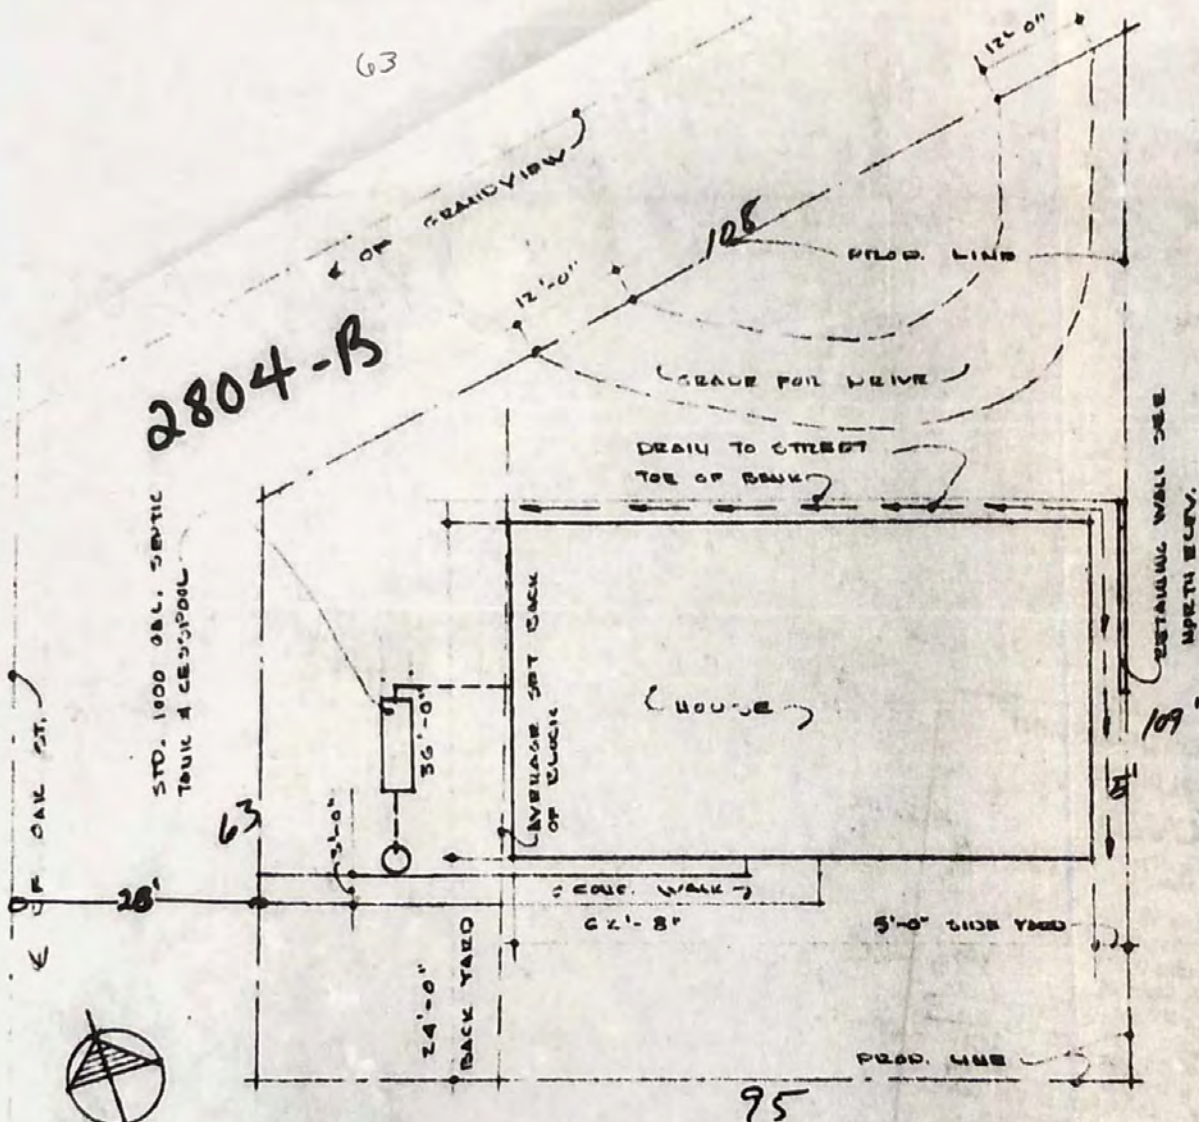 63
12'-0"
℄ OF GRANDVIEW
108
PROP. LINE
12'-0"
2804-B
GRADE FOR DRIVE
DRAIN TO STREET
TOE OF BANK
STD. 1000 GAL. SEPTIC
TANK & CESSPOOL
RETAINING WALL SEE
NORTH ELEV.
AVERAGE SET BACK
OF BLOCK
HOUSE
36'-0"
109
5'
℄ OF OAK ST.
63
3'-0"
28'
CONC. WALK
62'-8"
5'-0" SIDE YARD
24'-0"
BACK YARD
PROP. LINE
95